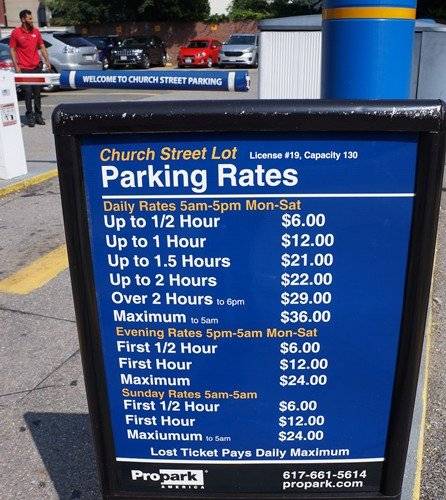 WELCOME TO CHURCH STREET PARKING
Church Street Lot License #19, Capacity 130
Parking Rates
Daily Rates 5am-5pm Mon-Sat
Up to 1/2 Hour $6.00
Up to 1 Hour $12.00
Up to 1.5 Hours $21.00
Up to 2 Hours $22.00
Over 2 Hours to 6pm $29.00
Maximum to 5am $36.00
Evening Rates 5pm-5am Mon-Sat
First 1/2 Hour $6.00
First Hour $12.00
Maximum $24.00
Sunday Rates 5am-5am
First 1/2 Hour $6.00
First Hour $12.00
Maxiumum to 5am $24.00
Lost Ticket Pays Daily Maximum
Propark 617-661-5614
AMERICA propark.com